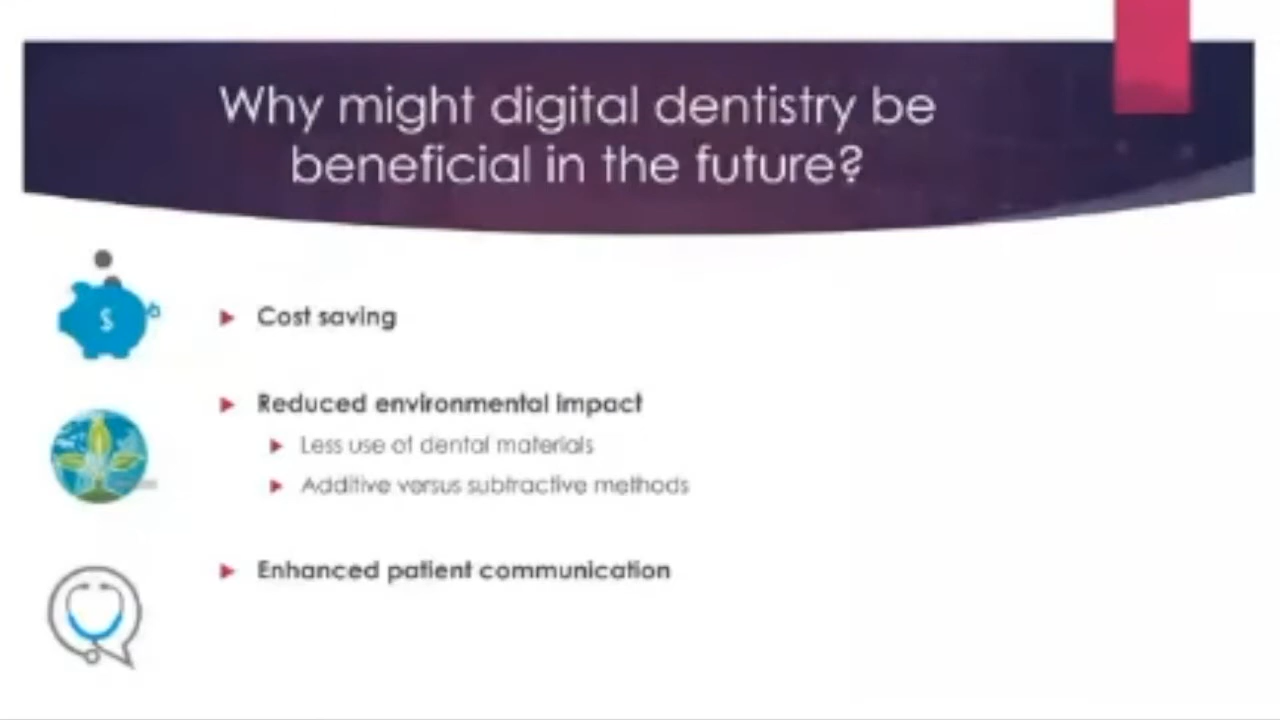 Why might digital dentistry be
beneficial in the future?
$
Cost saving
Reduced environmental impact
Less use of dental materials
Additive versus subtractive methods
Enhanced patient communication